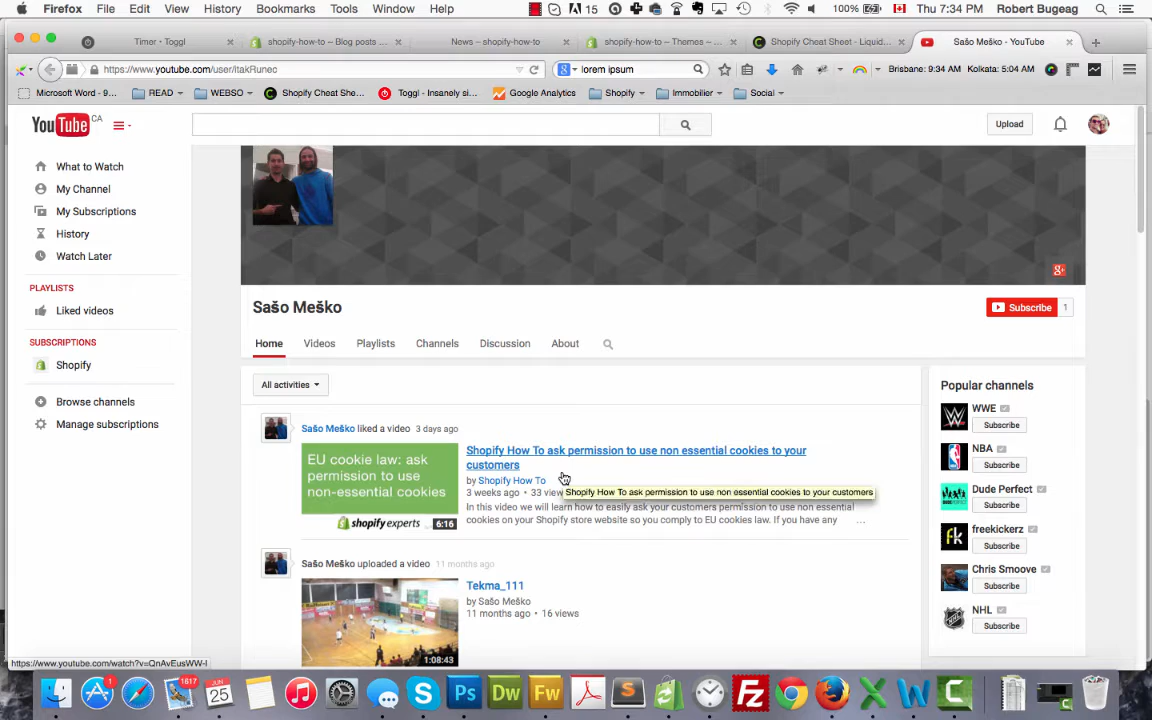 Firefox File Edit View History Bookmarks Tools Window Help 15 100% Thu 7:34 PM Robert Bugeag
Timer • Toggl shopify-how-to ~ Blog posts ... News – shopify-how-to shopify-how-to ~ Themes ~ ... Shopify Cheat Sheet - Liquid... Sašo Meško - YouTube
https://www.youtube.com/user/itakRunec lorem ipsum Brisbane: 9:34 AM Kolkata: 5:04 AM
Microsoft Word - 9... READ WEBSO Shopify Cheat She... Toggl - Insanely si... Google Analytics Shopify Immobilier Social
YouTube CA Upload
What to Watch
My Channel
My Subscriptions
History
Watch Later
PLAYLISTS
Liked videos
SUBSCRIPTIONS
Shopify
Browse channels
Manage subscriptions
g+
Sašo Meško
Subscribe 1
Home Videos Playlists Channels Discussion About
All activities
Sašo Meško liked a video 3 days ago
EU cookie law: ask
permission to use
non-essential cookies
shopify experts 6:16
Shopify How To ask permission to use non essential cookies to your
customers
by Shopify How To
3 weeks ago • 33 view
Shopify How To ask permission to use non essential cookies to your customers
In this video we will learn how to easily ask your customers permission to use non-essential
cookies on your Shopify store website so you comply to EU cookies law. If you have any ...
Sašo Meško uploaded a video 11 months ago
Tekma_111
by Sašo Meško
11 months ago • 16 views
1:08:43
Popular channels
WWE
Subscribe
NBA
Subscribe
Dude Perfect
Subscribe
freekickerz
Subscribe
Chris Smoove
Subscribe
NHL
Subscribe
https://www.youtube.com/watch?v=QnAvEusWW-I
1 1617 JUN 25 S Ps Dw Fw S Fz X W C